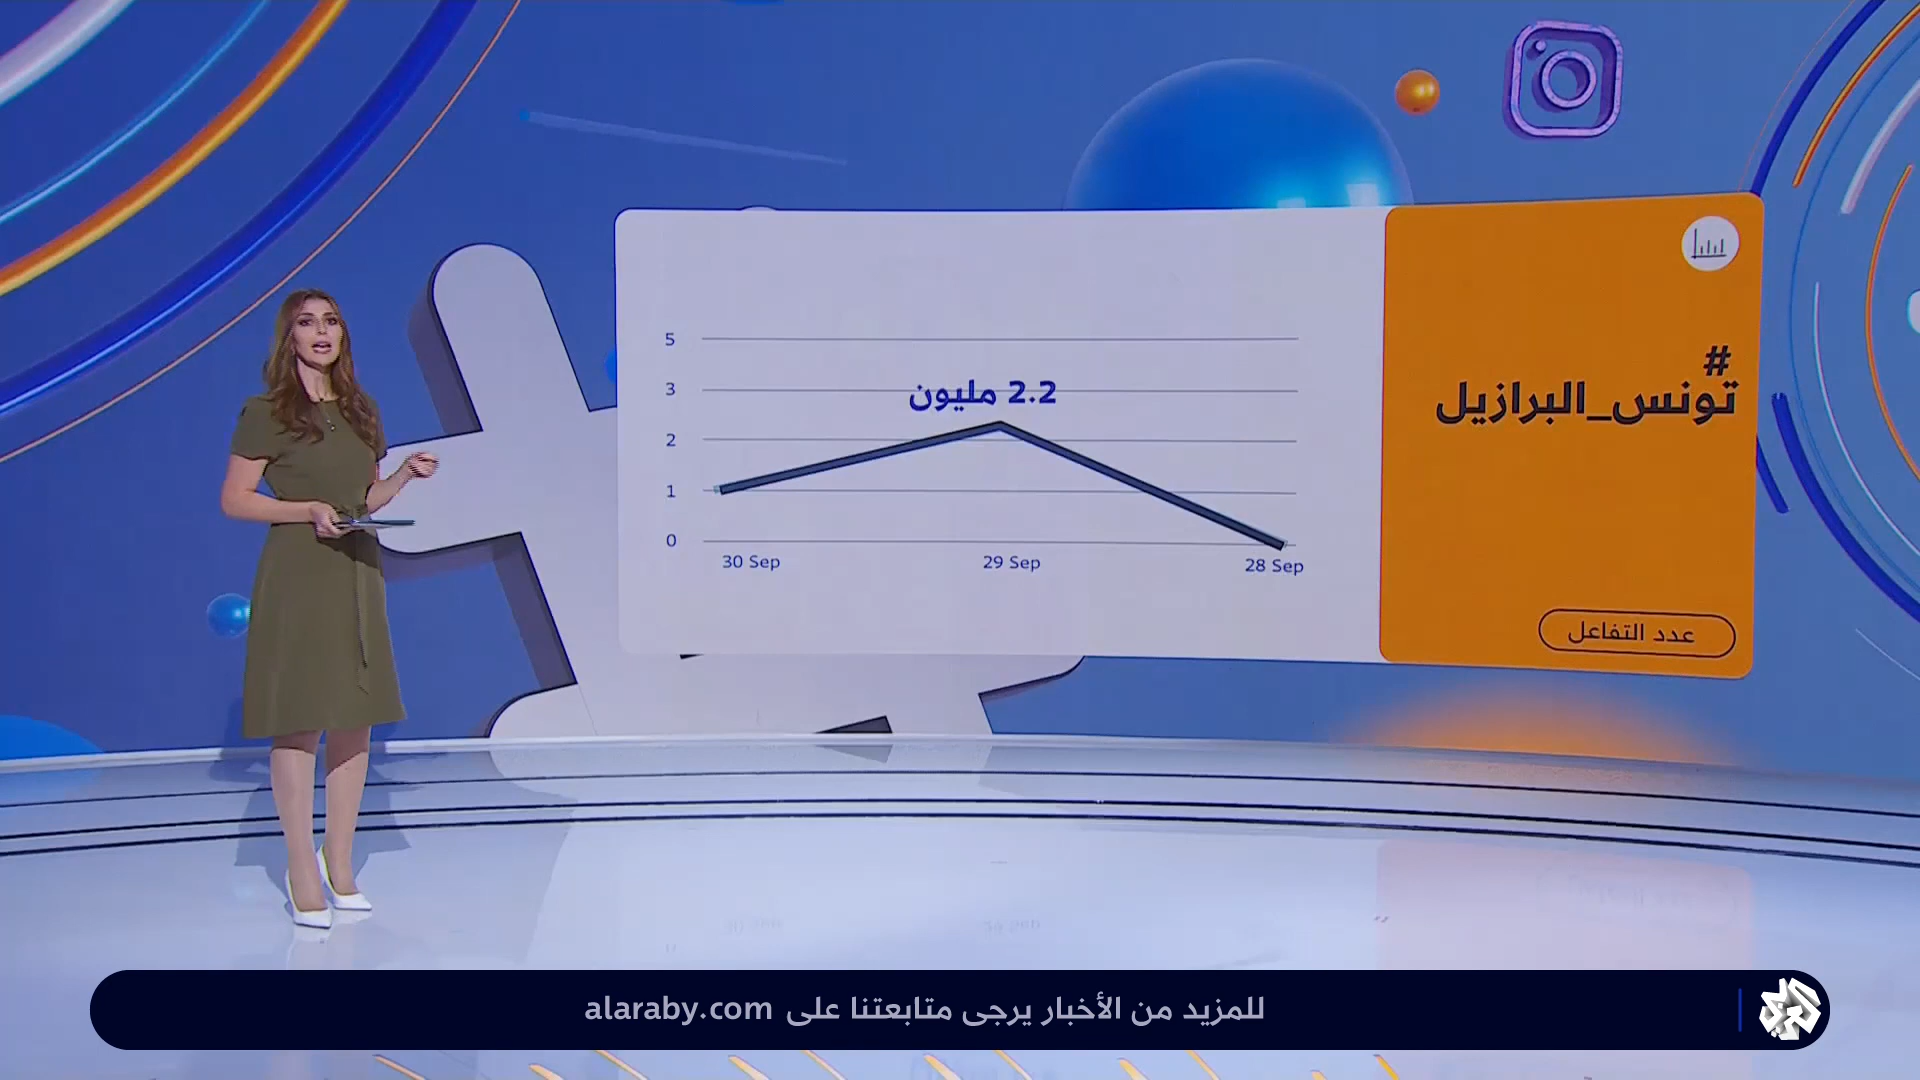 #
تونس_البرازيل
عدد التفاعل
5
3
2.2 مليون
2
1
0
30 Sep
29 Sep
28 Sep
للمزيد من الأخبار يرجى متابعتنا على alaraby.com